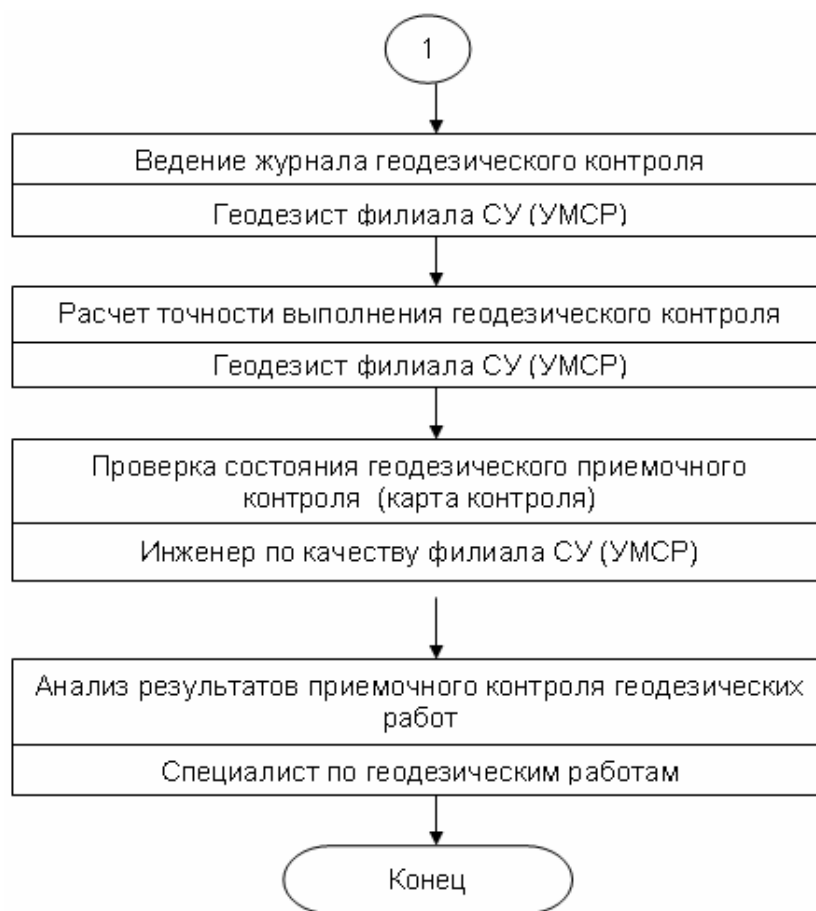 1
Ведение журнала геодезического контроля
Геодезист филиала СУ (УМСР)
Расчет точности выполнения геодезического контроля
Геодезист филиала СУ (УМСР)
Проверка состояния геодезического приемочного
контроля (карта контроля)
Инженер по качеству филиала СУ (УМСР)
Анализ результатов приемочного контроля геодезических
работ
Специалист по геодезическим работам
Конец